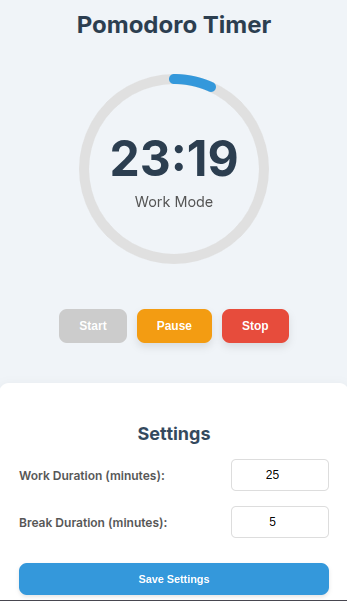 Pomodoro Timer
23:19
Work Mode
Start Pause Stop
Settings
Work Duration (minutes): 25
Break Duration (minutes): 5
Save Settings